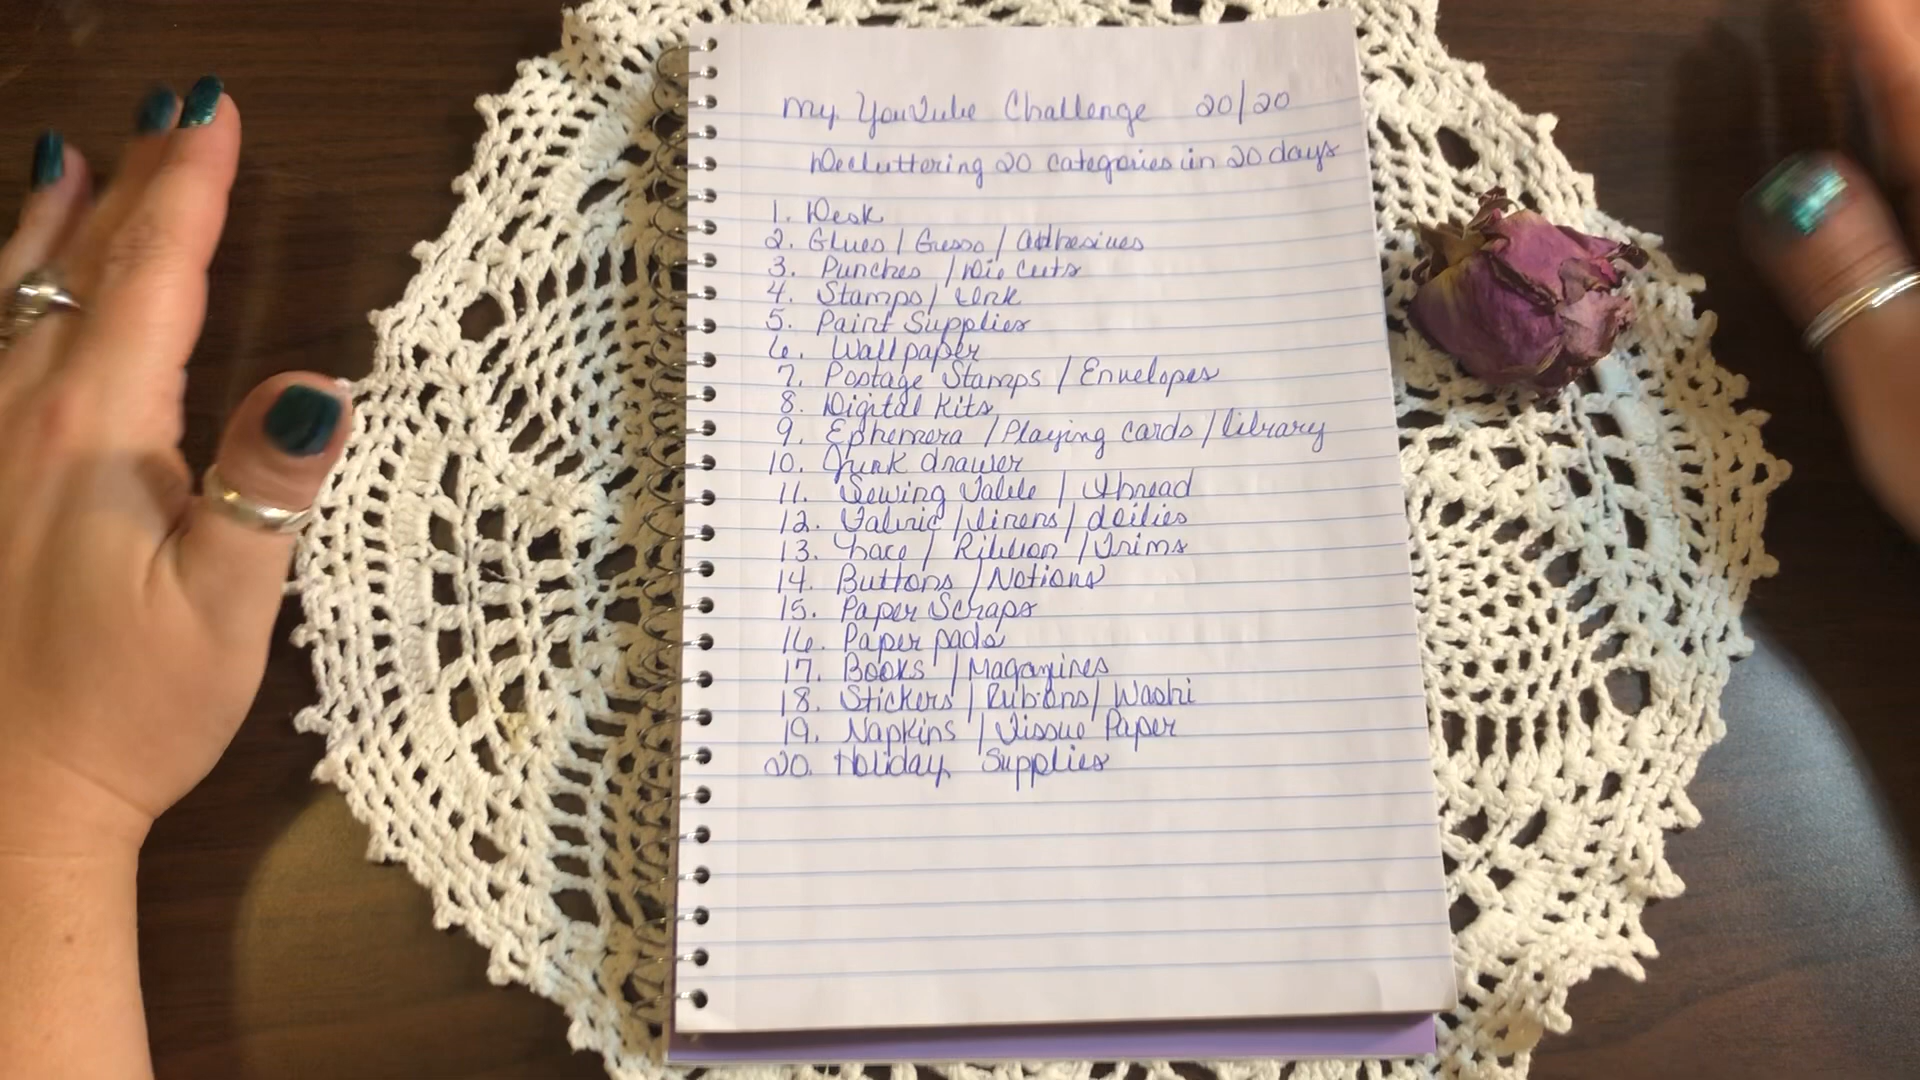 My YouTube Challenge 20/20
Decluttering 20 categories in 20 days
1. Desk
2. Glues / Gesso / Adhesives
3. Punches / Die Cuts
4. Stamps / Ink
5. Paint Supplies
6. Wallpaper
7. Postage Stamps / Envelopes
8. Digital Kits
9. Ephemera / Playing cards / library
10. Junk drawer
11. Sewing Table / Thread
12. Fabric / Linens / doilies
13. Lace / Ribbon / Trims
14. Buttons / Notions
15. Paper Scraps
16. Paper pads
17. Books / Magazines
18. Stickers / Rubons / Washi
19. Napkins / Tissue Paper
20. Holiday Supplies